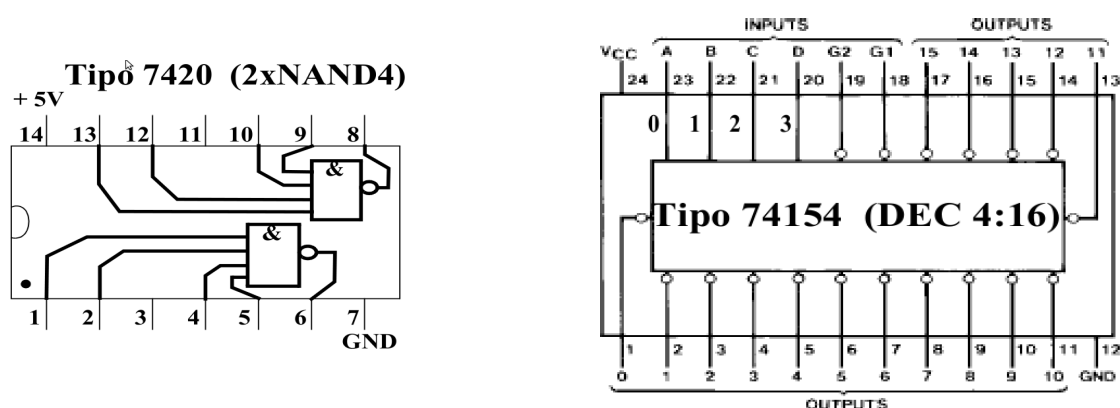 Tipo 7420 (2xNAND4)
+ 5V
14 13 12 11 10 9 8
&
&
1 2 3 4 5 6 7
GND
INPUTS OUTPUTS
VCC A B C D G2 G1 15 14 13 12 11
24 23 22 21 20 19 18 17 16 15 14 13
0 1 2 3
Tipo 74154 (DEC 4:16)
1 2 3 4 5 6 7 8 9 10 11 12
0 1 2 3 4 5 6 7 8 9 10 GND
OUTPUTS